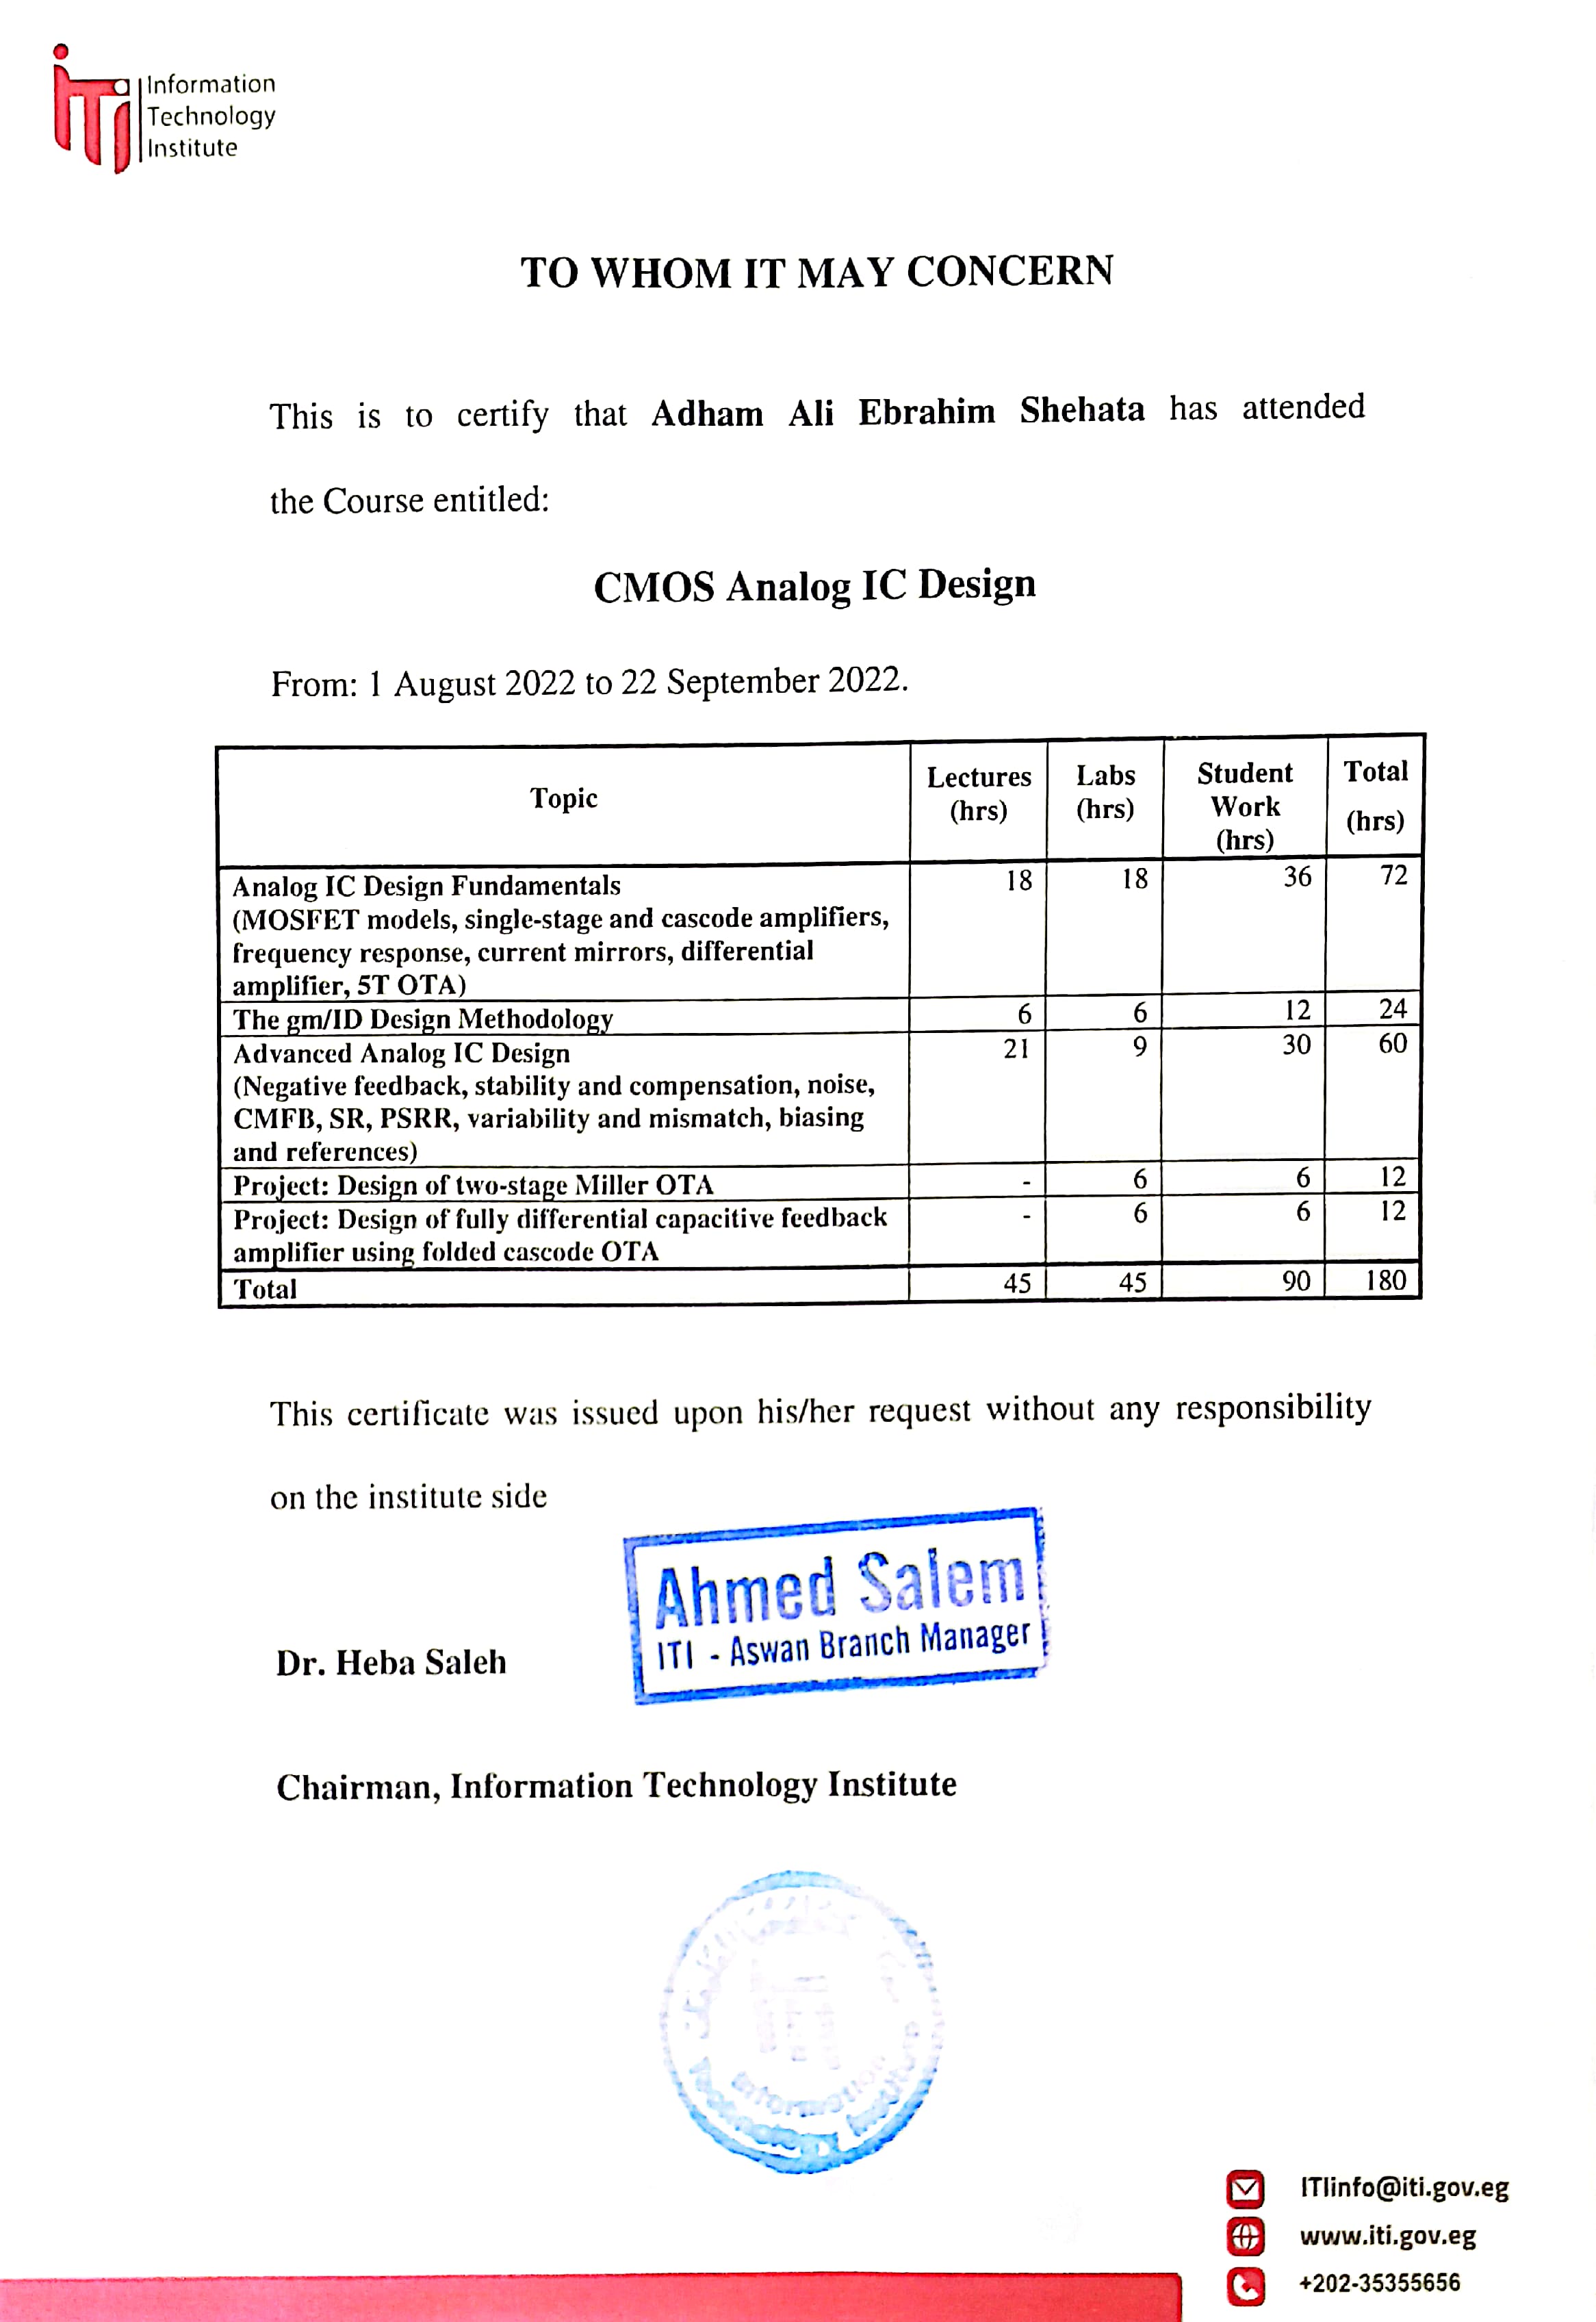 iTi
Information
Technology
Institute
TO WHOM IT MAY CONCERN
This is to certify that Adham Ali Ebrahim Shehata has attended
the Course entitled:
CMOS Analog IC Design
From: 1 August 2022 to 22 September 2022.
Topic Lectures (hrs) Labs (hrs) Student Work (hrs) Total (hrs)
Analog IC Design Fundamentals 18 18 36 72
(MOSFET models, single-stage and cascode amplifiers,
frequency response, current mirrors, differential
amplifier, 5T OTA)
The gm/ID Design Methodology 6 6 12 24
Advanced Analog IC Design 21 9 30 60
(Negative feedback, stability and compensation, noise,
CMFB, SR, PSRR, variability and mismatch, biasing
and references)
Project: Design of two-stage Miller OTA - 6 6 12
Project: Design of fully differential capacitive feedback - 6 6 12
amplifier using folded cascode OTA
Total 45 45 90 180
This certificate was issued upon his/her request without any responsibility
on the institute side
Ahmed Salem
ITI - Aswan Branch Manager
Dr. Heba Saleh
Chairman, Information Technology Institute
Information
ITIinfo@iti.gov.eg
www.iti.gov.eg
+202-35355656